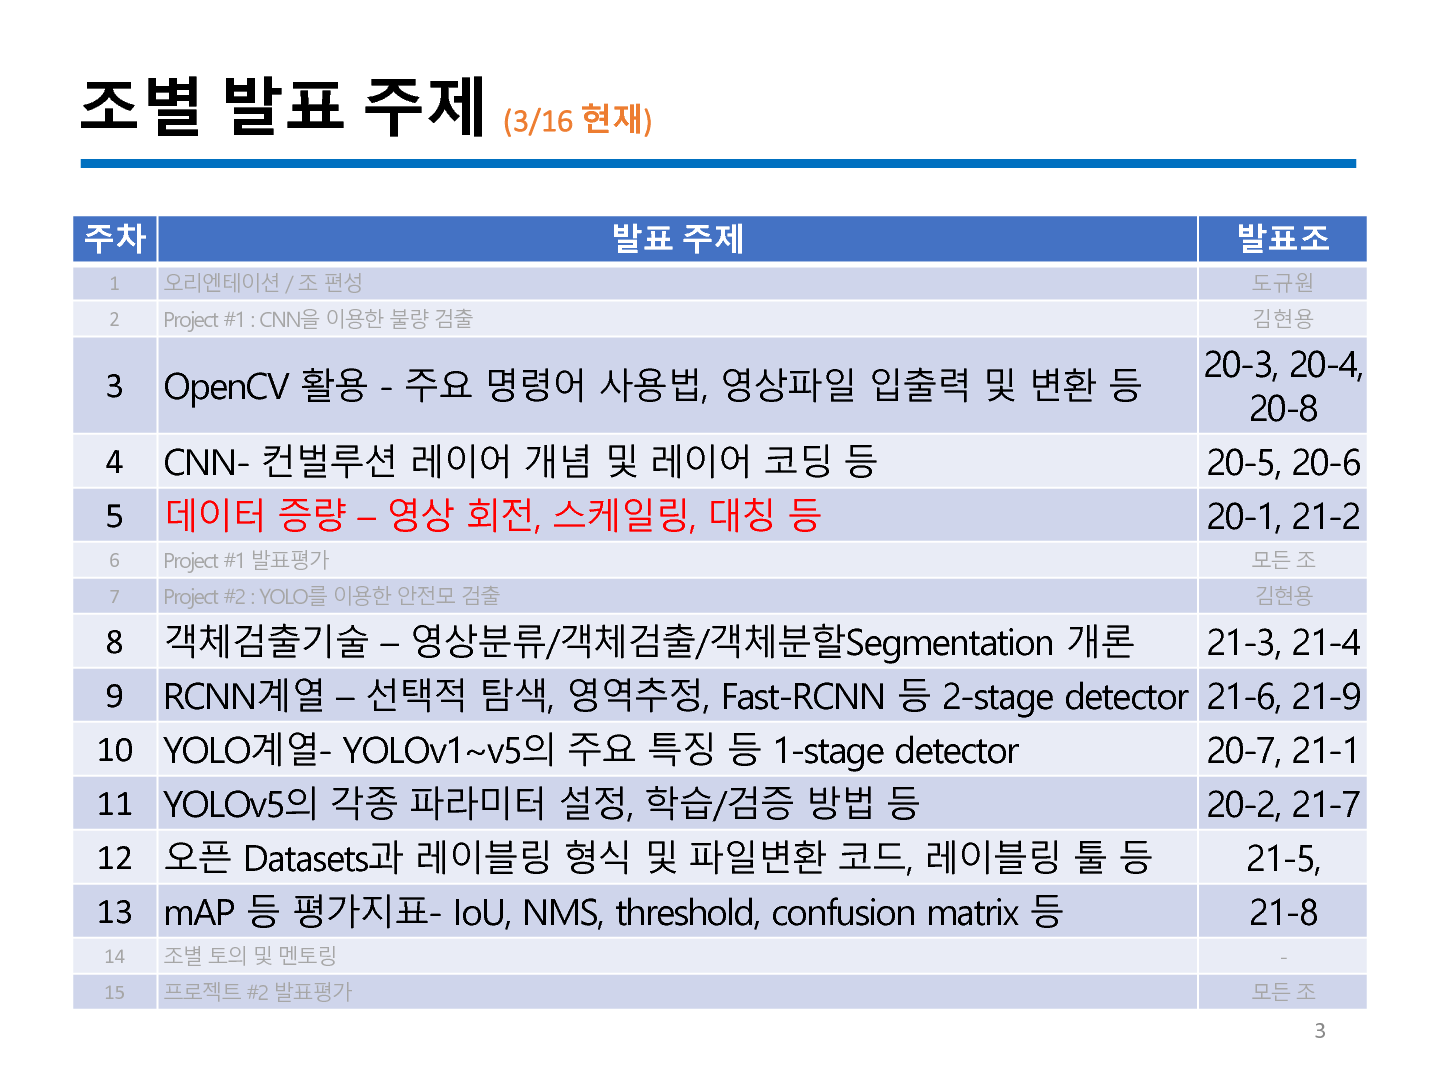 조별 발표 주제 (3/16 현재)
주차 발표 주제 발표조
1 오리엔테이션 / 조 편성 도규원
2 Project #1 : CNN을 이용한 불량 검출 김현용
3 OpenCV 활용 - 주요 명령어 사용법, 영상파일 입출력 및 변환 등 20-3, 20-4,
20-8
4 CNN- 컨벌루션 레이어 개념 및 레이어 코딩 등 20-5, 20-6
5 데이터 증량 – 영상 회전, 스케일링, 대칭 등 20-1, 21-2
6 Project #1 발표평가 모든 조
7 Project #2 : YOLO를 이용한 안전모 검출 김현용
8 객체검출기술 – 영상분류/객체검출/객체분할Segmentation 개론 21-3, 21-4
9 RCNN계열 – 선택적 탐색, 영역추정, Fast-RCNN 등 2-stage detector 21-6, 21-9
10 YOLO계열- YOLOv1~v5의 주요 특징 등 1-stage detector 20-7, 21-1
11 YOLOv5의 각종 파라미터 설정, 학습/검증 방법 등 20-2, 21-7
12 오픈 Datasets과 레이블링 형식 및 파일변환 코드, 레이블링 툴 등 21-5,
13 mAP 등 평가지표- IoU, NMS, threshold, confusion matrix 등 21-8
14 조별 토의 및 멘토링 -
15 프로젝트 #2 발표평가 모든 조
3